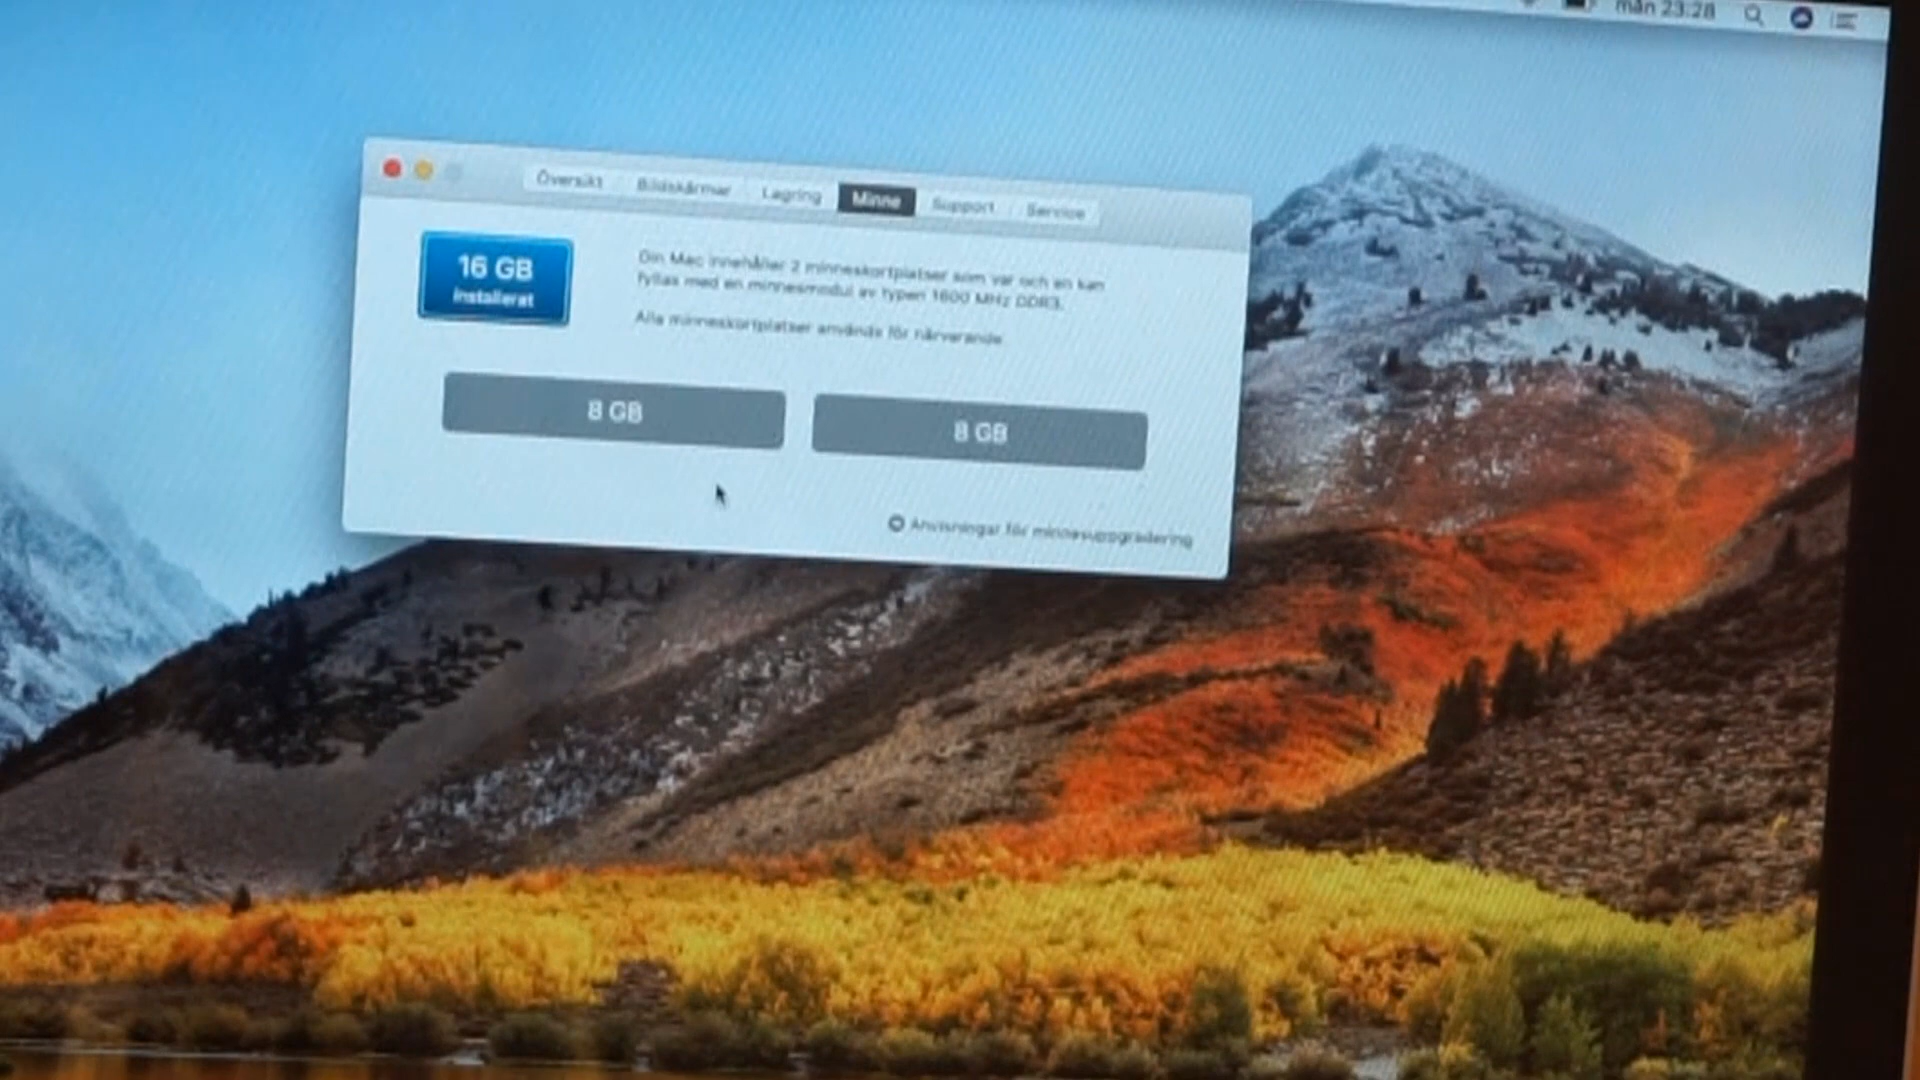 mån 23:28
Översikt Bildskärmar Lagring Minne Support Service
16 GB
installerat
Din Mac innehåller 2 minneskortplatser som var och en kan
fyllas med en minnesmodul av typen 1600 MHz DDR3.
Alla minneskortplatser används för närvarande.
8 GB
8 GB
Anvisningar för minnesuppgradering